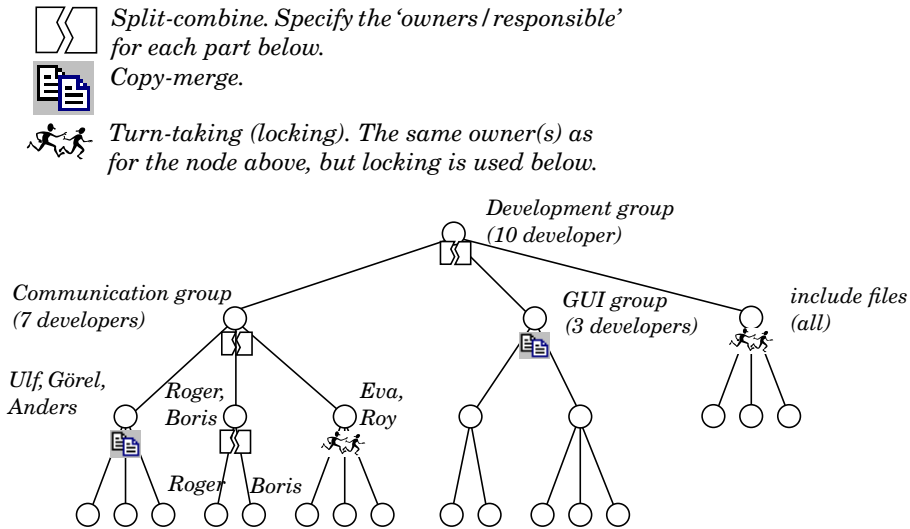 Split-combine. Specify the ‘owners / responsible’
for each part below.
Copy-merge.
Turn-taking (locking). The same owner(s) as
for the node above, but locking is used below.
Development group
(10 developer)
Communication group
(7 developers)
GUI group
(3 developers)
include files
(all)
Ulf, Görel,
Anders
Roger,
Boris
Eva,
Roy
Roger
Boris